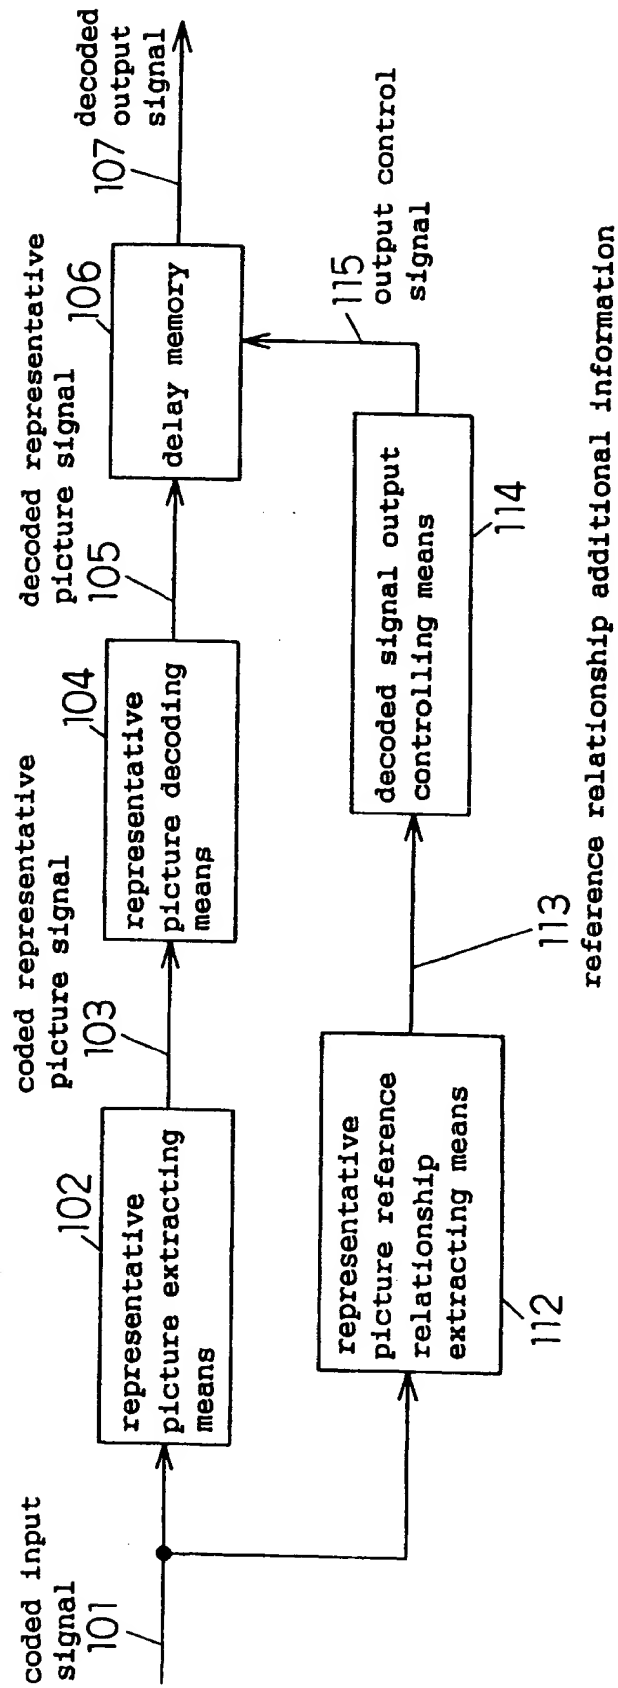 coded input
signal
101
representative
picture extracting
means
102
coded representative
picture signal
103
representative
picture decoding
means
104
decoded representative
picture signal
105
delay memory
106
decoded
output
signal
107
representative
picture reference
relationship
extracting means
112
113
reference relationship additional information
decoded signal output
controlling means
114
115
output control
signal